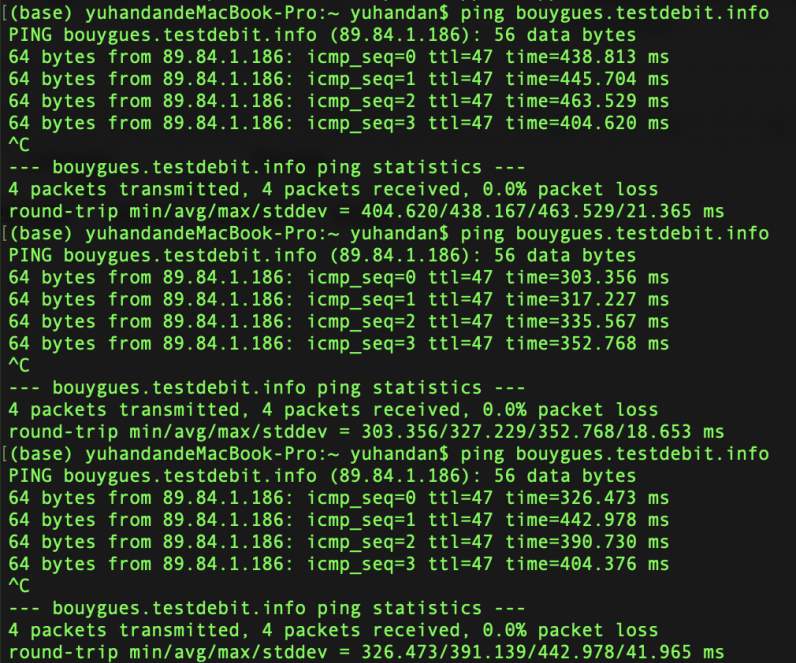 [(base) yuhandandeMacBook-Pro:~ yuhandan$ ping bouygues.testdebit.info
PING bouygues.testdebit.info (89.84.1.186): 56 data bytes
64 bytes from 89.84.1.186: icmp_seq=0 ttl=47 time=438.813 ms
64 bytes from 89.84.1.186: icmp_seq=1 ttl=47 time=445.704 ms
64 bytes from 89.84.1.186: icmp_seq=2 ttl=47 time=463.529 ms
64 bytes from 89.84.1.186: icmp_seq=3 ttl=47 time=404.620 ms
^C
--- bouygues.testdebit.info ping statistics ---
4 packets transmitted, 4 packets received, 0.0% packet loss
round-trip min/avg/max/stddev = 404.620/438.167/463.529/21.365 ms
[(base) yuhandandeMacBook-Pro:~ yuhandan$ ping bouygues.testdebit.info
PING bouygues.testdebit.info (89.84.1.186): 56 data bytes
64 bytes from 89.84.1.186: icmp_seq=0 ttl=47 time=303.356 ms
64 bytes from 89.84.1.186: icmp_seq=1 ttl=47 time=317.227 ms
64 bytes from 89.84.1.186: icmp_seq=2 ttl=47 time=335.567 ms
64 bytes from 89.84.1.186: icmp_seq=3 ttl=47 time=352.768 ms
^C
--- bouygues.testdebit.info ping statistics ---
4 packets transmitted, 4 packets received, 0.0% packet loss
round-trip min/avg/max/stddev = 303.356/327.229/352.768/18.653 ms
[(base) yuhandandeMacBook-Pro:~ yuhandan$ ping bouygues.testdebit.info
PING bouygues.testdebit.info (89.84.1.186): 56 data bytes
64 bytes from 89.84.1.186: icmp_seq=0 ttl=47 time=326.473 ms
64 bytes from 89.84.1.186: icmp_seq=1 ttl=47 time=442.978 ms
64 bytes from 89.84.1.186: icmp_seq=2 ttl=47 time=390.730 ms
64 bytes from 89.84.1.186: icmp_seq=3 ttl=47 time=404.376 ms
^C
--- bouygues.testdebit.info ping statistics ---
4 packets transmitted, 4 packets received, 0.0% packet loss
round-trip min/avg/max/stddev = 326.473/391.139/442.978/41.965 ms